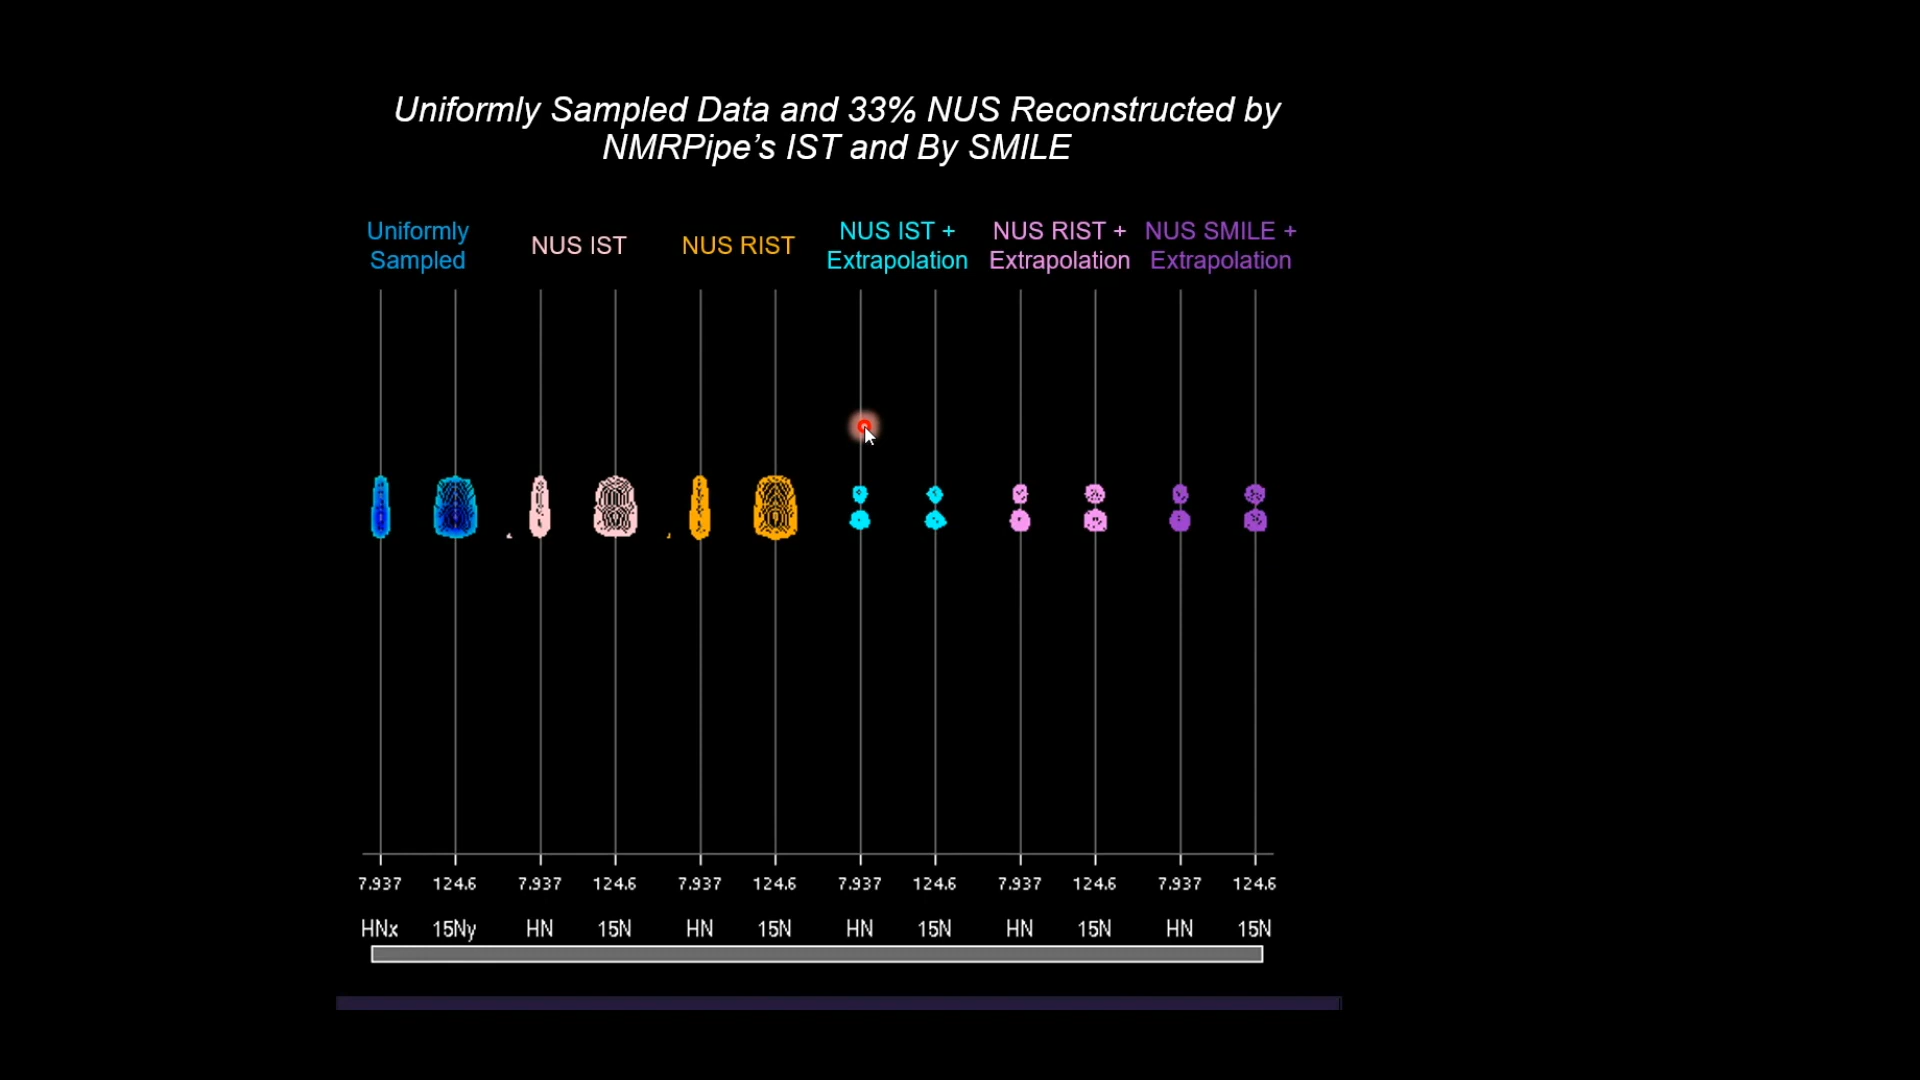 Uniformly Sampled Data and 33% NUS Reconstructed by
NMRPipe’s IST and By SMILE
Uniformly
Sampled
NUS IST
NUS RIST
NUS IST +
Extrapolation
NUS RIST +
Extrapolation
NUS SMILE +
Extrapolation
7.937 124.6 7.937 124.6 7.937 124.6 7.937 124.6 7.937 124.6 7.937 124.6
HNx 15Ny HN 15N HN 15N HN 15N HN 15N HN 15N